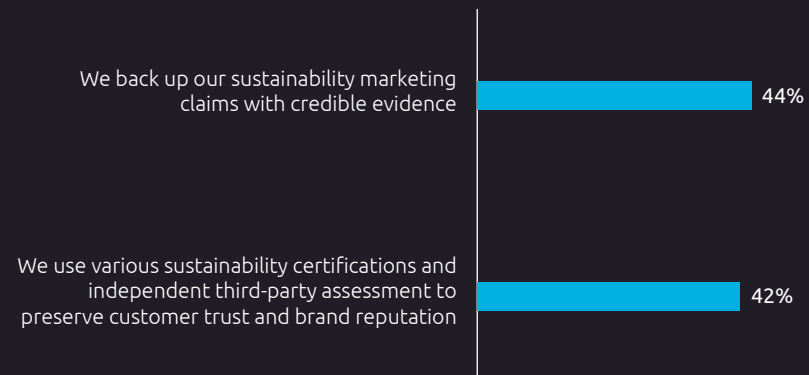 We back up our sustainability marketing
claims with credible evidence
44%
We use various sustainability certifications and
independent third-party assessment to
preserve customer trust and brand reputation
42%